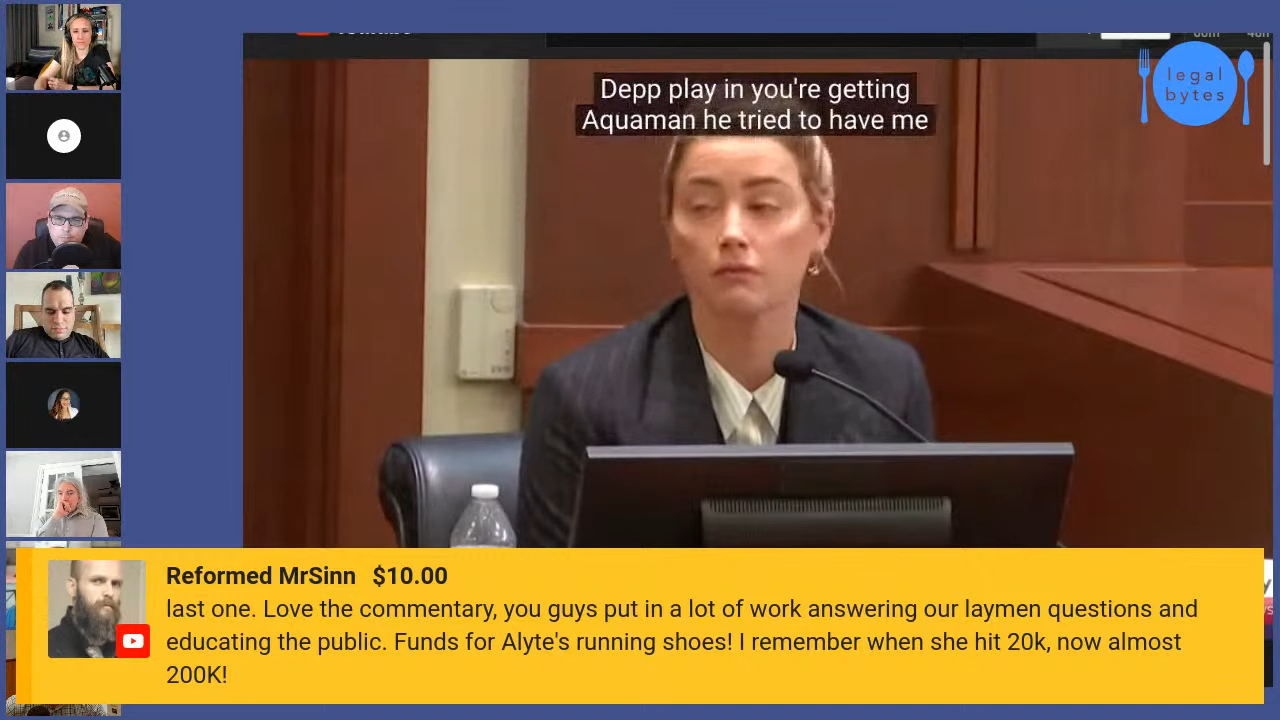 Depp play in you're getting
Aquaman he tried to have me
legal
bytes
Reformed MrSinn $10.00
last one. Love the commentary, you guys put in a lot of work answering our laymen questions and
educating the public. Funds for Alyte's running shoes! I remember when she hit 20k, now almost
200K!